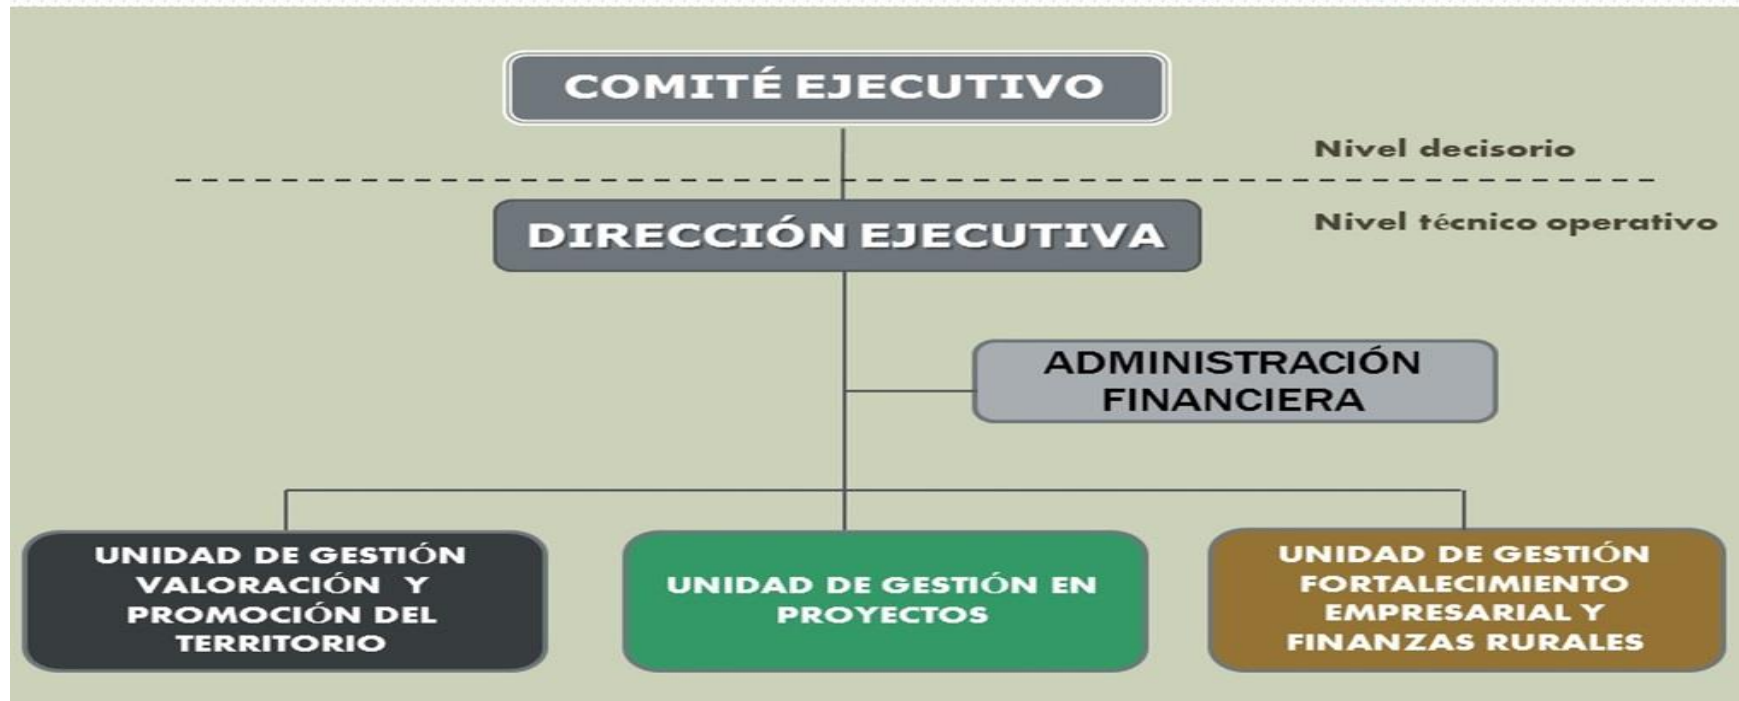 COMITÉ EJECUTIVO
Nivel decisorio
Nivel técnico operativo
DIRECCIÓN EJECUTIVA
ADMINISTRACIÓN
FINANCIERA
UNIDAD DE GESTIÓN
VALORACIÓN Y
PROMOCIÓN DEL
TERRITORIO
UNIDAD DE GESTIÓN EN
PROYECTOS
UNIDAD DE GESTIÓN
FORTALECIMIENTO
EMPRESARIAL Y
FINANZAS RURALES